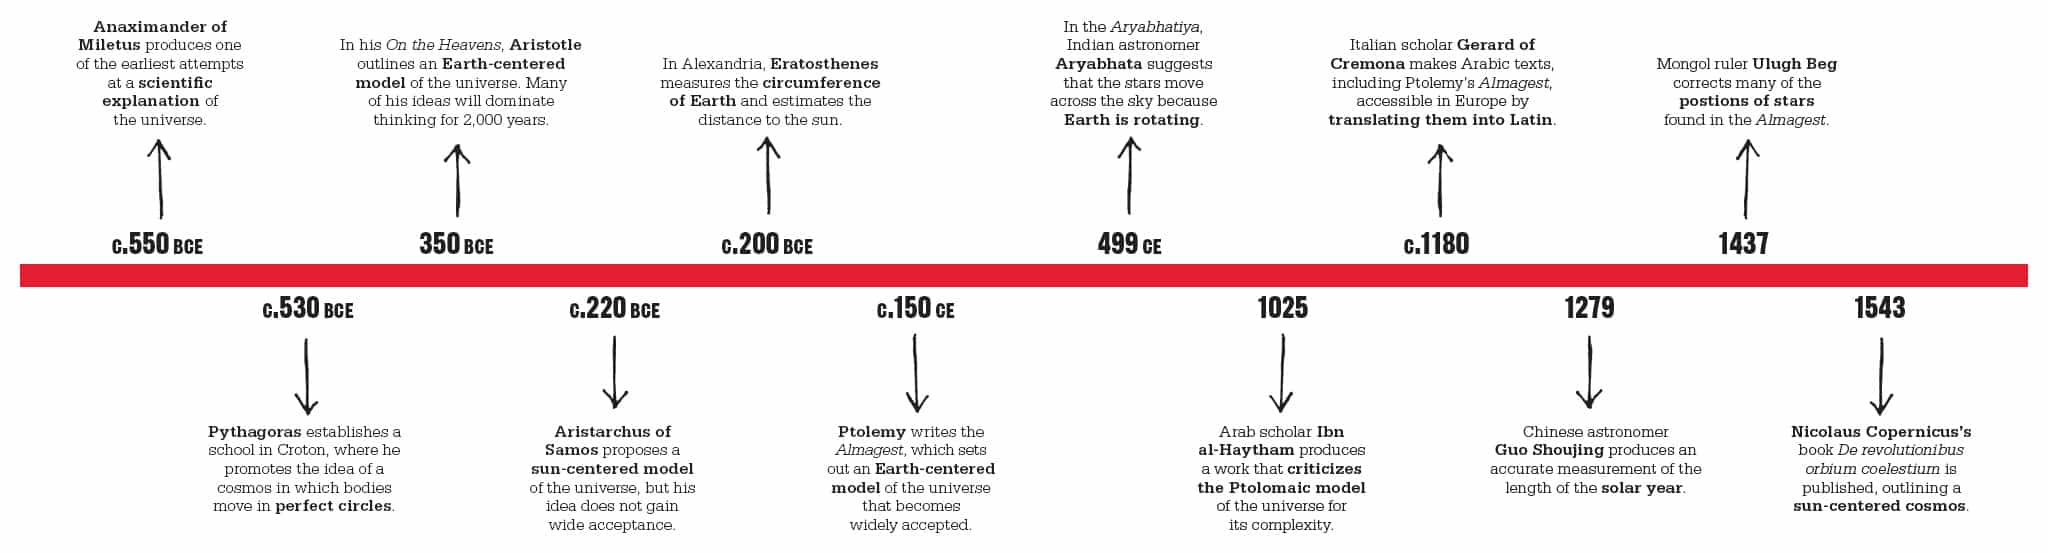 Anaximander of
Miletus produces one
of the earliest attempts
at a scientific
explanation of
the universe.
c.550 BCE
c.530 BCE
Pythagoras establishes a
school in Croton, where he
promotes the idea of a
cosmos in which bodies
move in perfect circles.
In his On the Heavens, Aristotle
outlines an Earth-centered
model of the universe. Many
of his ideas will dominate
thinking for 2,000 years.
350 BCE
c.220 BCE
Aristarchus of
Samos proposes a
sun-centered model
of the universe, but his
idea does not gain
wide acceptance.
In Alexandria, Eratosthenes
measures the circumference
of Earth and estimates the
distance to the sun.
c.200 BCE
c.150 CE
Ptolemy writes the
Almagest, which sets
out an Earth-centered
model of the universe
that becomes
widely accepted.
In the Aryabhatiya,
Indian astronomer
Aryabhata suggests
that the stars move
across the sky because
Earth is rotating.
499 CE
1025
Arab scholar Ibn
al-Haytham produces
a work that criticizes
the Ptolomaic model
of the universe for
its complexity.
Italian scholar Gerard of
Cremona makes Arabic texts,
including Ptolemy's Almagest,
accessible in Europe by
translating them into Latin.
c.1180
1279
Chinese astronomer
Guo Shoujing produces an
accurate measurement of the
length of the solar year.
Mongol ruler Ulugh Beg
corrects many of the
postions of stars
found in the Almagest.
1437
1543
Nicolaus Copernicus's
book De revolutionibus
orbium coelestium is
published, outlining a
sun-centered cosmos.